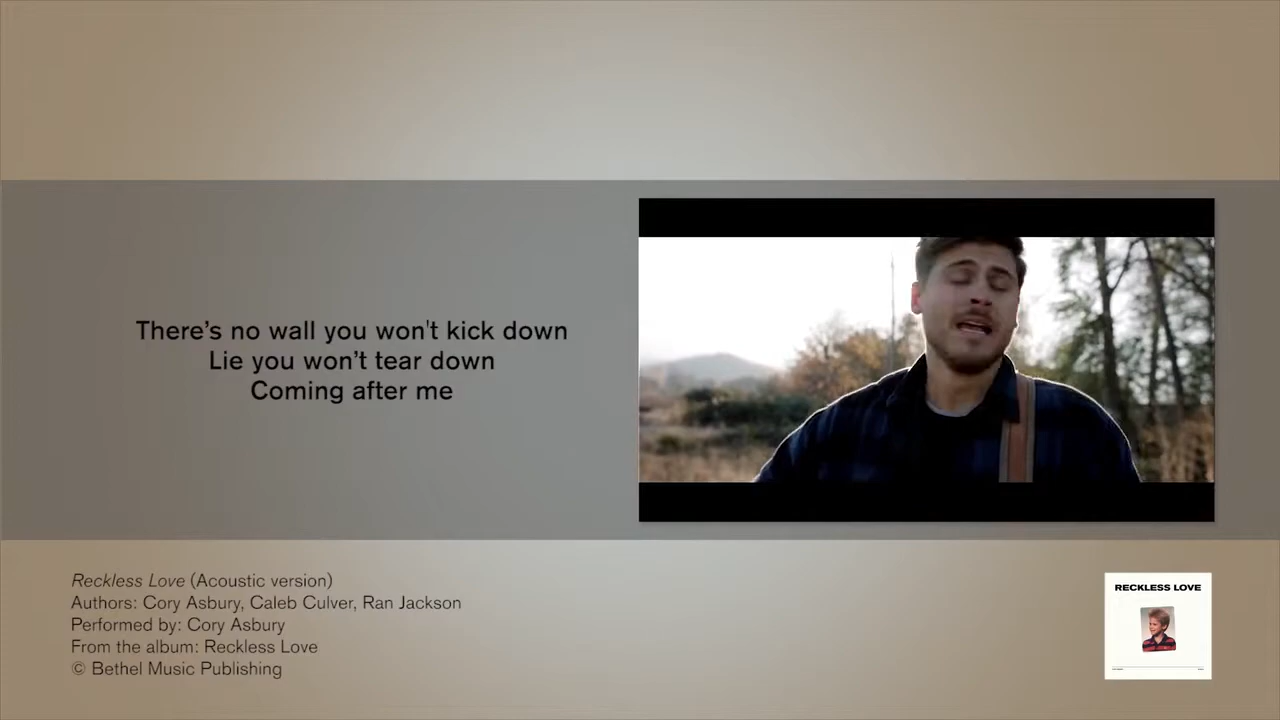 There’s no wall you won't kick down
Lie you won’t tear down
Coming after me
Reckless Love (Acoustic version)
Authors: Cory Asbury, Caleb Culver, Ran Jackson
Performed by: Cory Asbury
From the album: Reckless Love
© Bethel Music Publishing
RECKLESS LOVE